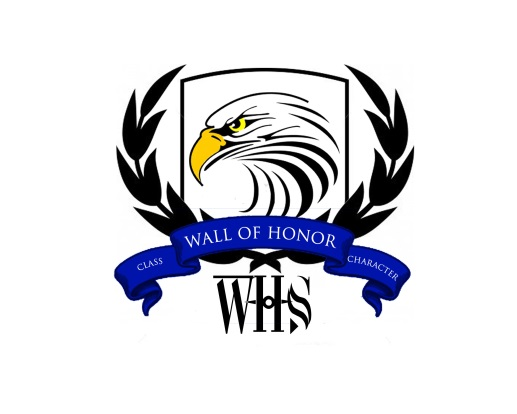 WALL OF HONOR
CLASS
CHARACTER
WHS